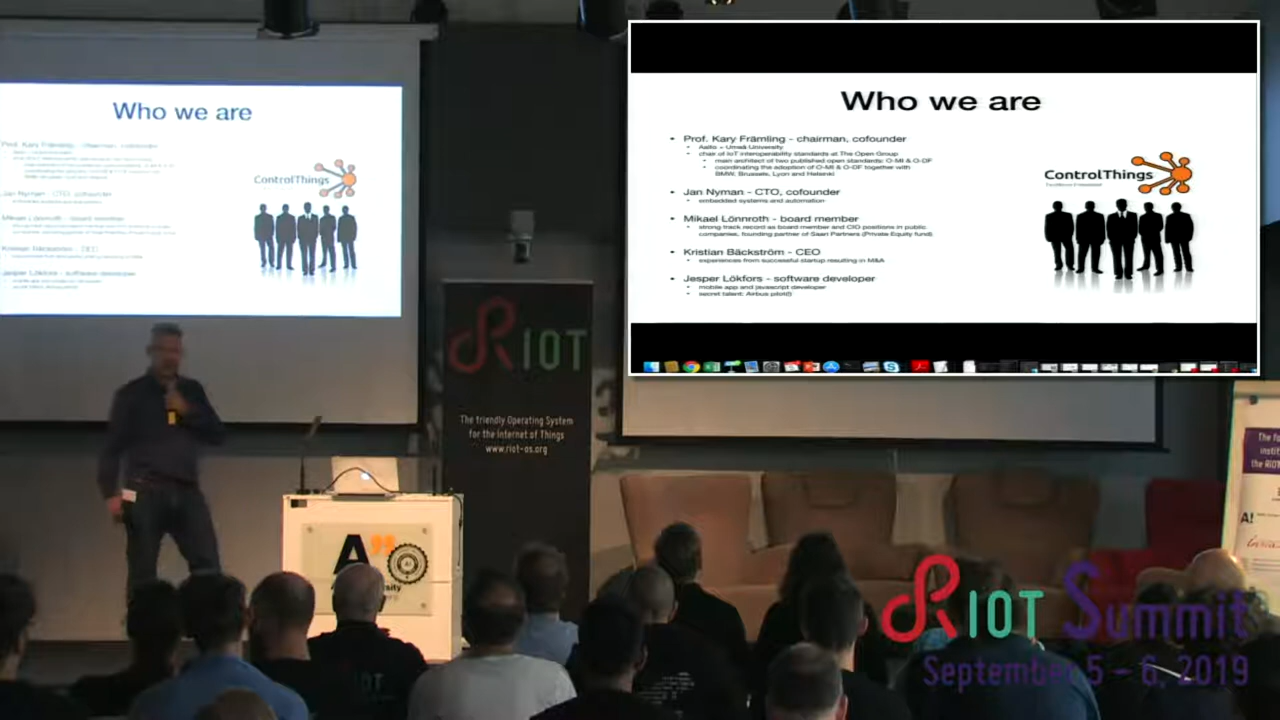 Who we are
ControlThings
Who we are
• Prof. Kary Främling - chairman, cofounder
• Aalto + Umeå University
• chair of IoT interoperability standards at The Open Group
• main architect of two published open standards: O-MI & O-DF
• coordinating the adoption of O-MI & O-DF together with
BMW, Brussels, Lyon and Helsinki
• Jan Nyman - CTO, cofounder
• embedded systems and automation
• Mikael Lönnroth - board member
• strong track record as board member and CIO positions in public
companies, founding partner of Saari Partners (Private Equity fund)
• Kristian Bäckström - CEO
• experiences from successful startup resulting in M&A
• Jesper Lökfors - software developer
• mobile app and javascript developer
• secret talent: Airbus pilot(!)
ControlThings
RIOT
The friendly Operating System
for the Internet of Things
www.riot-os.org
A"
The
the RIOT
A!
RIOT Summit
September 5 - 6, 2019